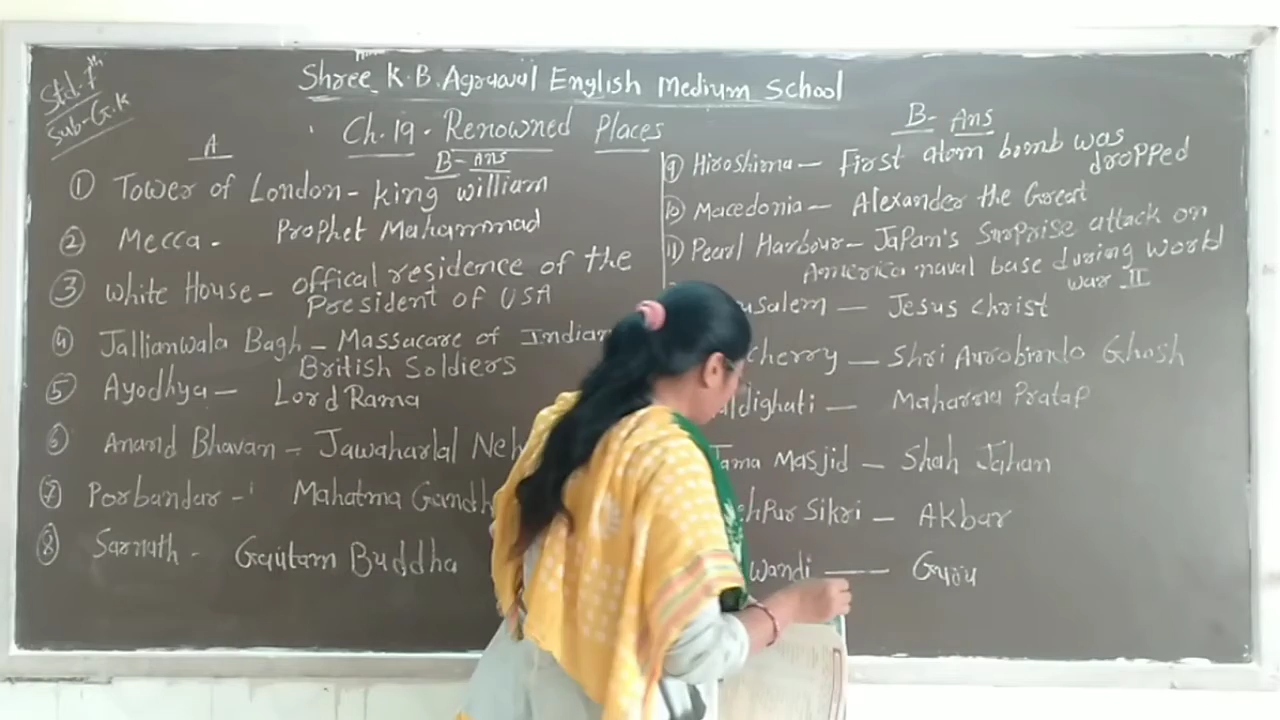 Std. 7th
Sub-G.K
Shree K.B. Agrawal English Medium School
Ch.19. Renowned Places
A
B- Ans
① Tower of London - king william
② Mecca - Prophet Mahammad
③ White House - offical residence of the
President of USA
④ Jallianwala Bagh - Massacare of Indian
British Soldiers
⑤ Ayodhya - Lord Rama
⑥ Anand Bhavan - Jawaharlal Neh
⑦ Porbandar - Mahatma Gandh
⑧ Sarnath - Gautam Buddha
B- Ans
⑨ Hiroshima - First atom bomb was
dropped
⑩ Macedonia - Alexander the Great
⑪ Pearl Harbour - Japan's Surprise attack on
America naval base during World
war II
usalem - Jesus Christ
cherry - Shri Aurobindo Ghosh
aldighati - Maharna Pratap
Jama Masjid - Shah Jahan
ehpur Sikri - Akbar
wandi - Guru